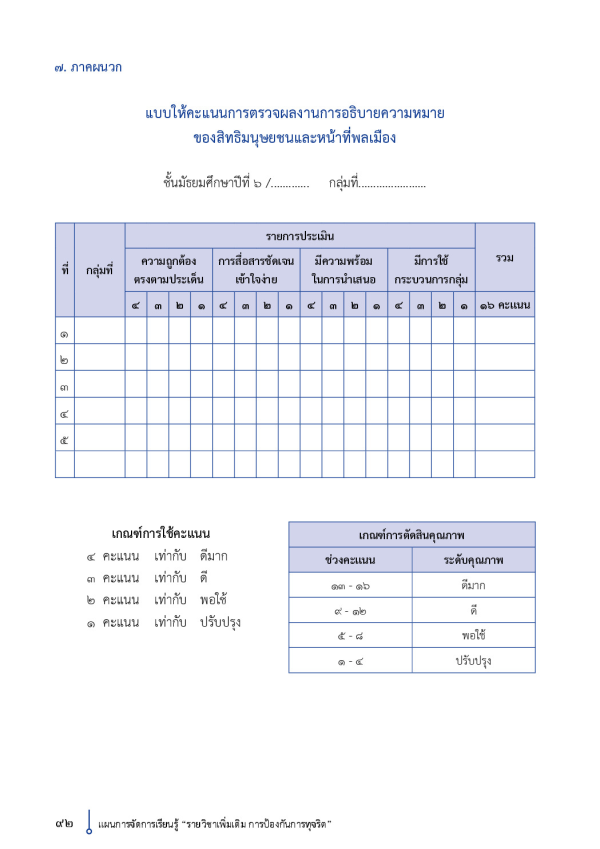 ๗. ภาคผนวก
แบบให้คะแนนการตรวจผลงานการอธิบายความหมาย
ของสิทธิมนุษยชนและหน้าที่พลเมือง
ชั้นมัธยมศึกษาปีที่ ๖ /............ กลุ่มที่.......................
ที่ กลุ่มที่ รายการประเมิน รวม
ความถูกต้อง การสื่อสารชัดเจน มีความพร้อม มีการใช้
ตรงตามประเด็น เข้าใจง่าย ในการนำเสนอ กระบวนการกลุ่ม
๔ ๓ ๒ ๑ ๔ ๓ ๒ ๑ ๔ ๓ ๒ ๑ ๔ ๓ ๒ ๑ ๑๖ คะแนน
๑
๒
๓
๔
๕
เกณฑ์การใช้คะแนน
๔ คะแนน เท่ากับ ดีมาก
๓ คะแนน เท่ากับ ดี
๒ คะแนน เท่ากับ พอใช้
๑ คะแนน เท่ากับ ปรับปรุง
เกณฑ์การตัดสินคุณภาพ
ช่วงคะแนน ระดับคุณภาพ
๑๓ - ๑๖ ดีมาก
๙ - ๑๒ ดี
๕ - ๘ พอใช้
๑ - ๔ ปรับปรุง
๙๒ แผนการจัดการเรียนรู้ “รายวิชาเพิ่มเติม การป้องกันการทุจริต”